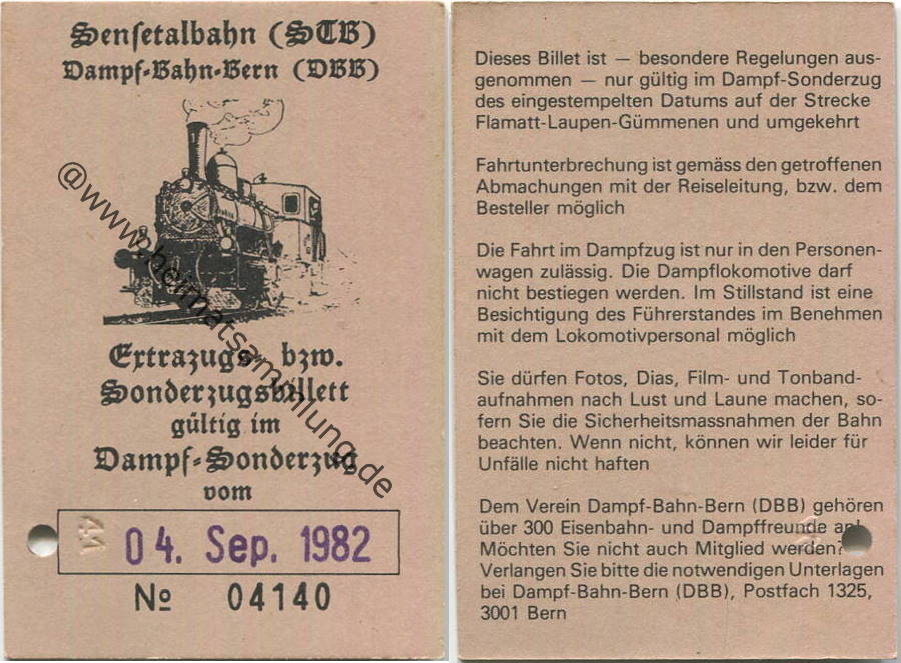 Sensetalbahn (STB)
Dampf-Bahn-Bern (DBB)
@www.heimatsammlung.de
Extrazugs- bzw.
Sonderzugsbillett
gültig im
Dampf-Sonderzug
vom
41
04. Sep. 1982
No 04140
Dieses Billet ist — besondere Regelungen aus-
genommen — nur gültig im Dampf-Sonderzug
des eingestempelten Datums auf der Strecke
Flamatt-Laupen-Gümmenen und umgekehrt
Fahrtunterbrechung ist gemäss den getroffenen
Abmachungen mit der Reiseleitung, bzw. dem
Besteller möglich
Die Fahrt im Dampfzug ist nur in den Personen-
wagen zulässig. Die Dampflokomotive darf
nicht bestiegen werden. Im Stillstand ist eine
Besichtigung des Führerstandes im Benehmen
mit dem Lokomotivpersonal möglich
Sie dürfen Fotos, Dias, Film- und Tonband-
aufnahmen nach Lust und Laune machen, so-
fern Sie die Sicherheitsmassnahmen der Bahn
beachten. Wenn nicht, können wir leider für
Unfälle nicht haften
Dem Verein Dampf-Bahn-Bern (DBB) gehören
über 300 Eisenbahn- und Dampffreunde an!
Möchten Sie nicht auch Mitglied werden?
Verlangen Sie bitte die notwendigen Unterlagen
bei Dampf-Bahn-Bern (DBB), Postfach 1325,
3001 Bern